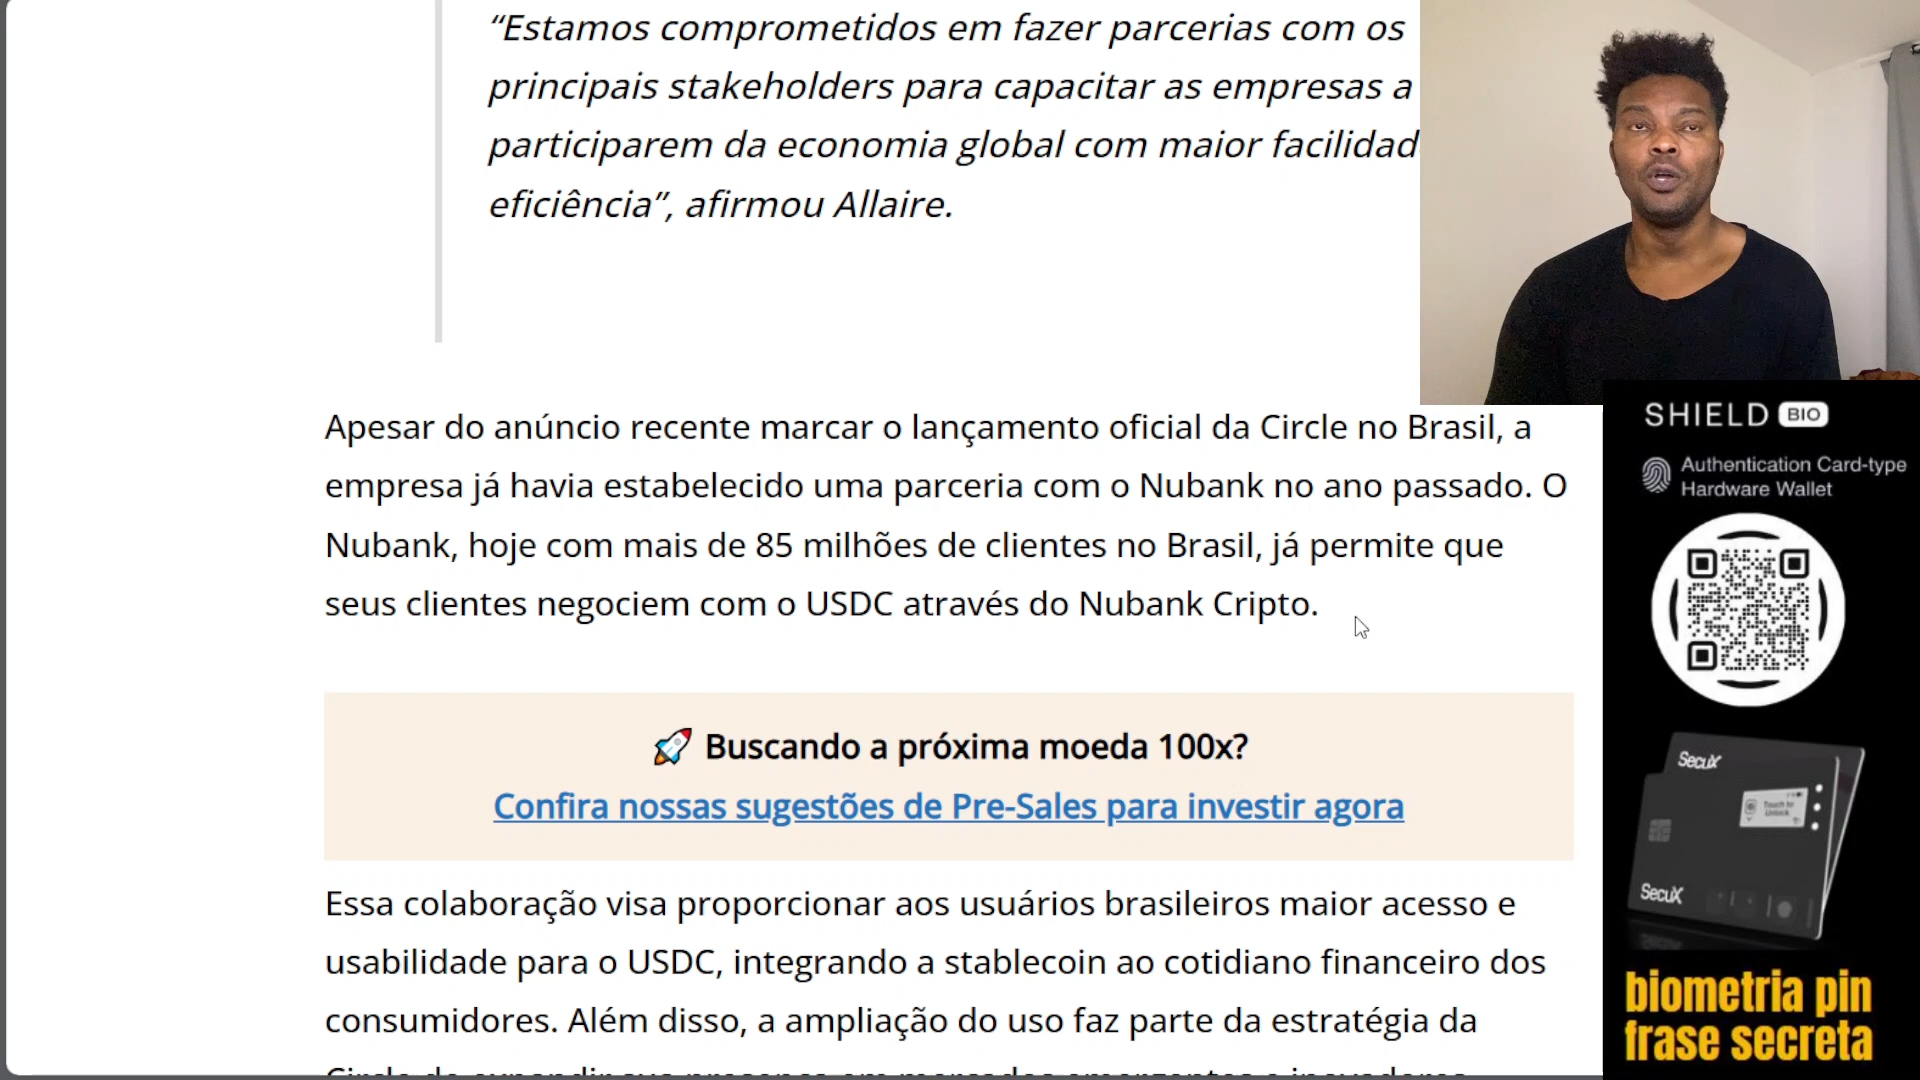 “Estamos comprometidos em fazer parcerias com os
principais stakeholders para capacitar as empresas a
participarem da economia global com maior
eficiência”, afirmou Allaire.
Apesar do anúncio recente marcar o lançamento oficial da Circle no Brasil, a
empresa já havia estabelecido uma parceria com o Nubank no ano passado. O
Nubank, hoje com mais de 85 milhões de clientes no Brasil, já permite que
seus clientes negociem com o USDC através do Nubank Cripto.
🚀 Buscando a próxima moeda 100x?
Confira nossas sugestões de Pre-Sales para investir agora
Essa colaboração visa proporcionar aos usuários brasileiros maior acesso e
usabilidade para o USDC, integrando a stablecoin ao cotidiano financeiro dos
consumidores. Além disso, a ampliação do uso faz parte da estratégia da
SHIELD BIO
Authentication Card-type
Hardware Wallet
SecuX
Touch to
Unlock
SecuX
biometria pin
frase secreta